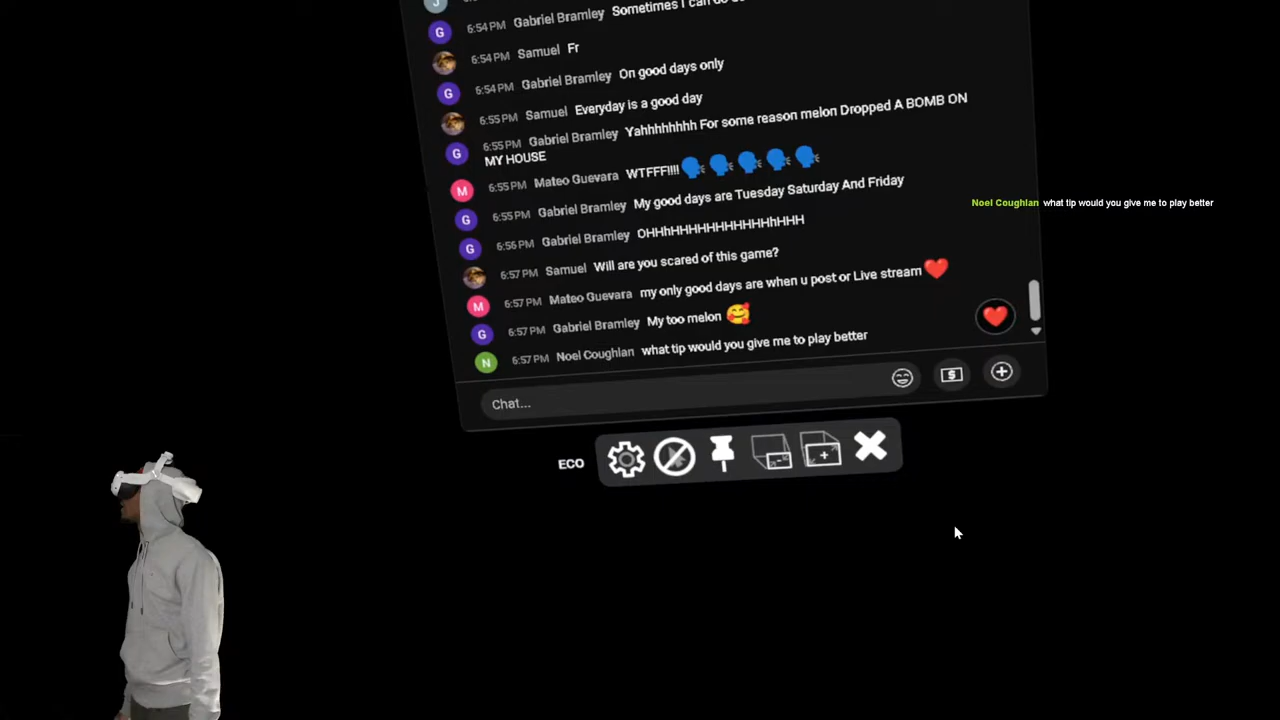 6:54 PM Gabriel Bramley Sometimes I can do
6:54 PM Samuel Fr
6:54 PM Gabriel Bramley On good days only
6:55 PM Samuel Everyday is a good day
6:55 PM Gabriel Bramley Yahhhhhhh For some reason melon Dropped A BOMB ON
MY HOUSE
6:55 PM Mateo Guevara WTFFF!!!! 🗣️🗣️🗣️🗣️🗣️
6:55 PM Gabriel Bramley My good days are Tuesday Saturday And Friday
6:56 PM Gabriel Bramley OHHhHHHHHHHHHHHhHHH
6:57 PM Samuel Will are you scared of this game?
6:57 PM Mateo Guevara my only good days are when u post or Live stream ❤️
6:57 PM Gabriel Bramley My too melon 🥰
6:57 PM Noel Coughlan what tip would you give me to play better
Chat...
ECO
Noel Coughlan what tip would you give me to play better